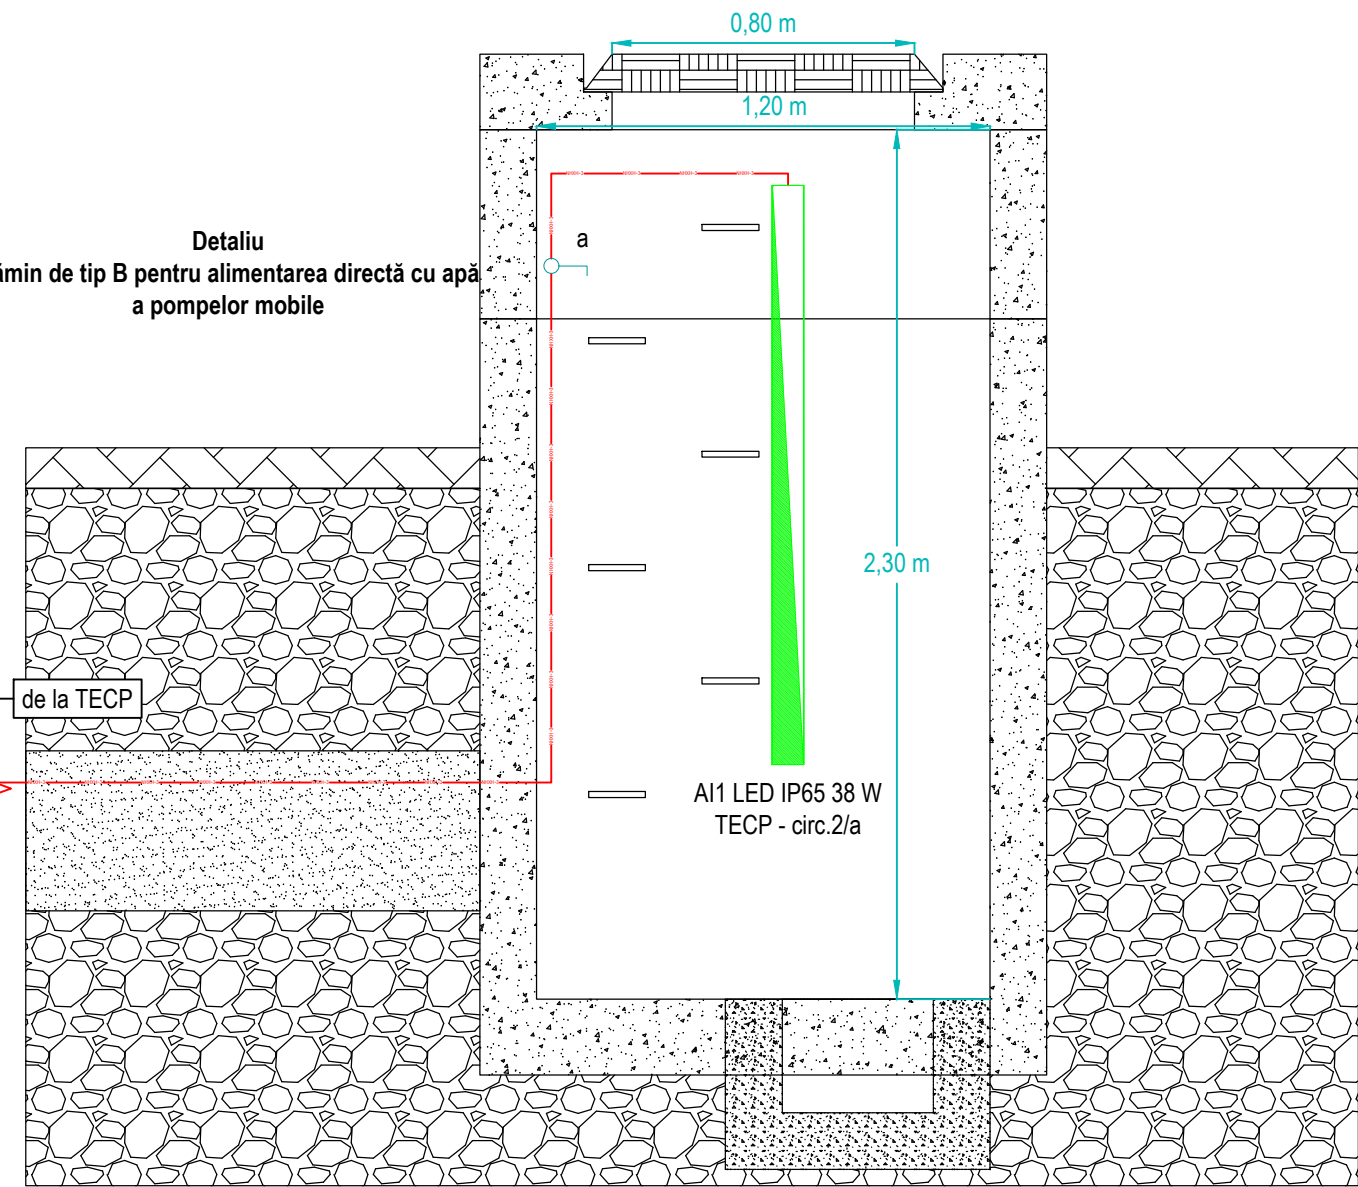 0,80 m
1,20 m
Detaliu
ămin de tip B pentru alimentarea directă cu apă
a pompelor mobile
a
2,30 m
de la TECP
AI1 LED IP65 38 W
TECP - circ.2/a